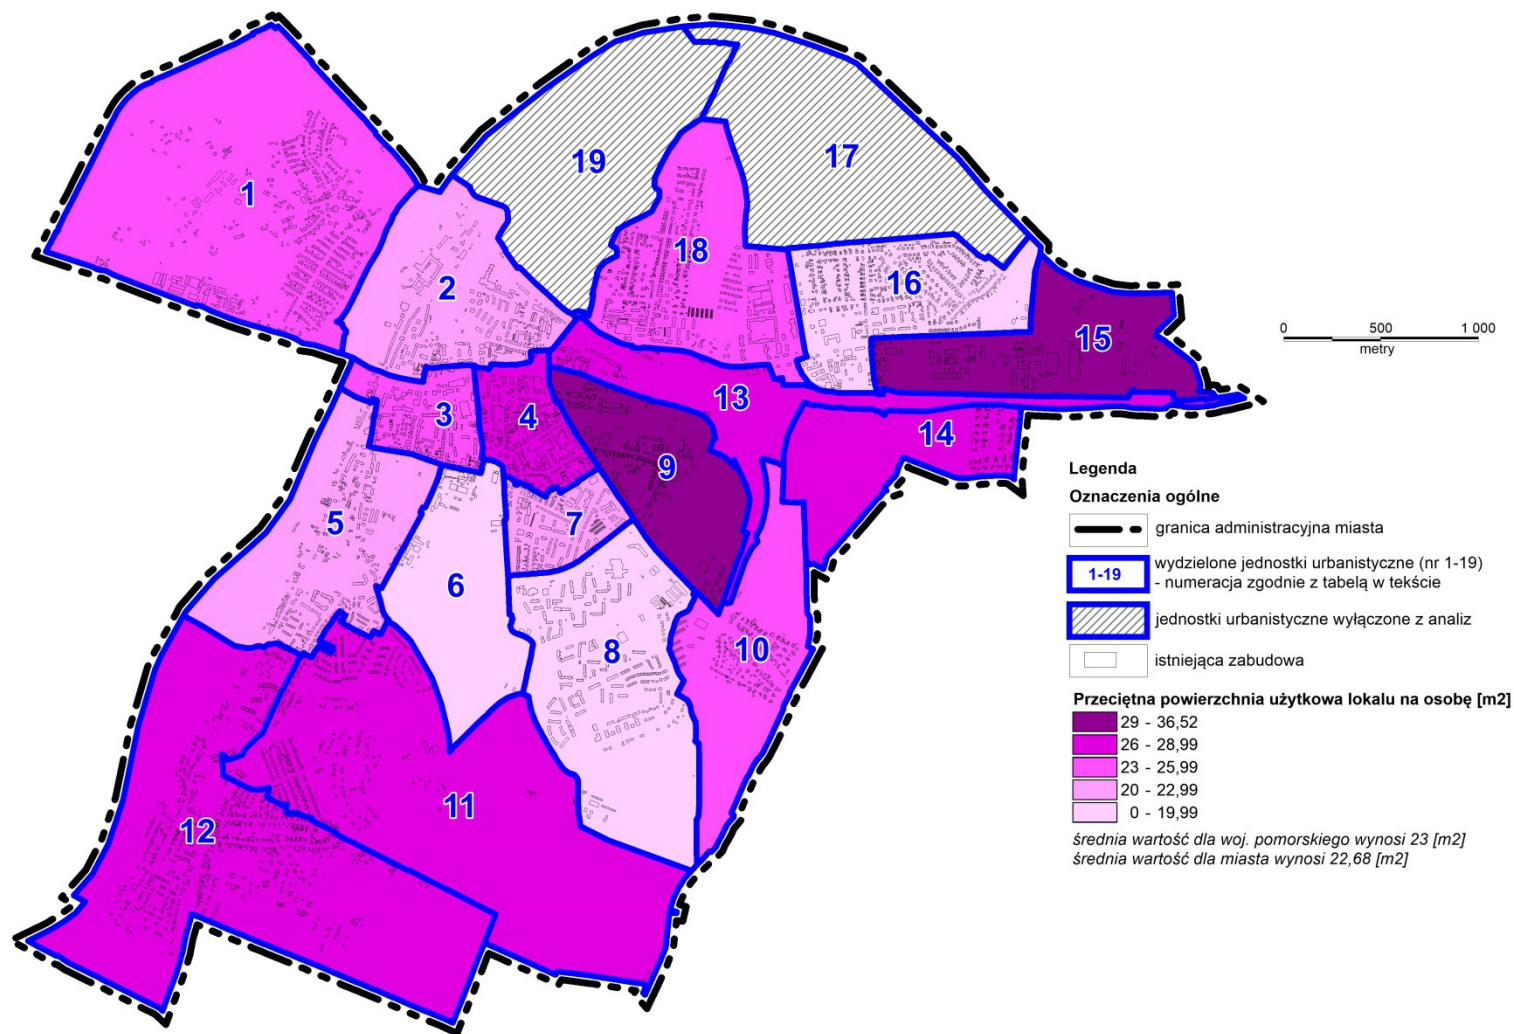 19
17
1
18
2
16
15
0 500 1 000
metry
13
3
4
14
9
5
7
6
8
10
11
12
Legenda
Oznaczenia ogólne
granica administracyjna miasta
1-19
wydzielone jednostki urbanistyczne (nr 1-19)
- numeracja zgodnie z tabelą w tekście
jednostki urbanistyczne wyłączone z analiz
istniejąca zabudowa
Przeciętna powierzchnia użytkowa lokalu na osobę [m2]
29 - 36,52
26 - 28,99
23 - 25,99
20 - 22,99
0 - 19,99
średnia wartość dla woj. pomorskiego wynosi 23 [m2]
średnia wartość dla miasta wynosi 22,68 [m2]